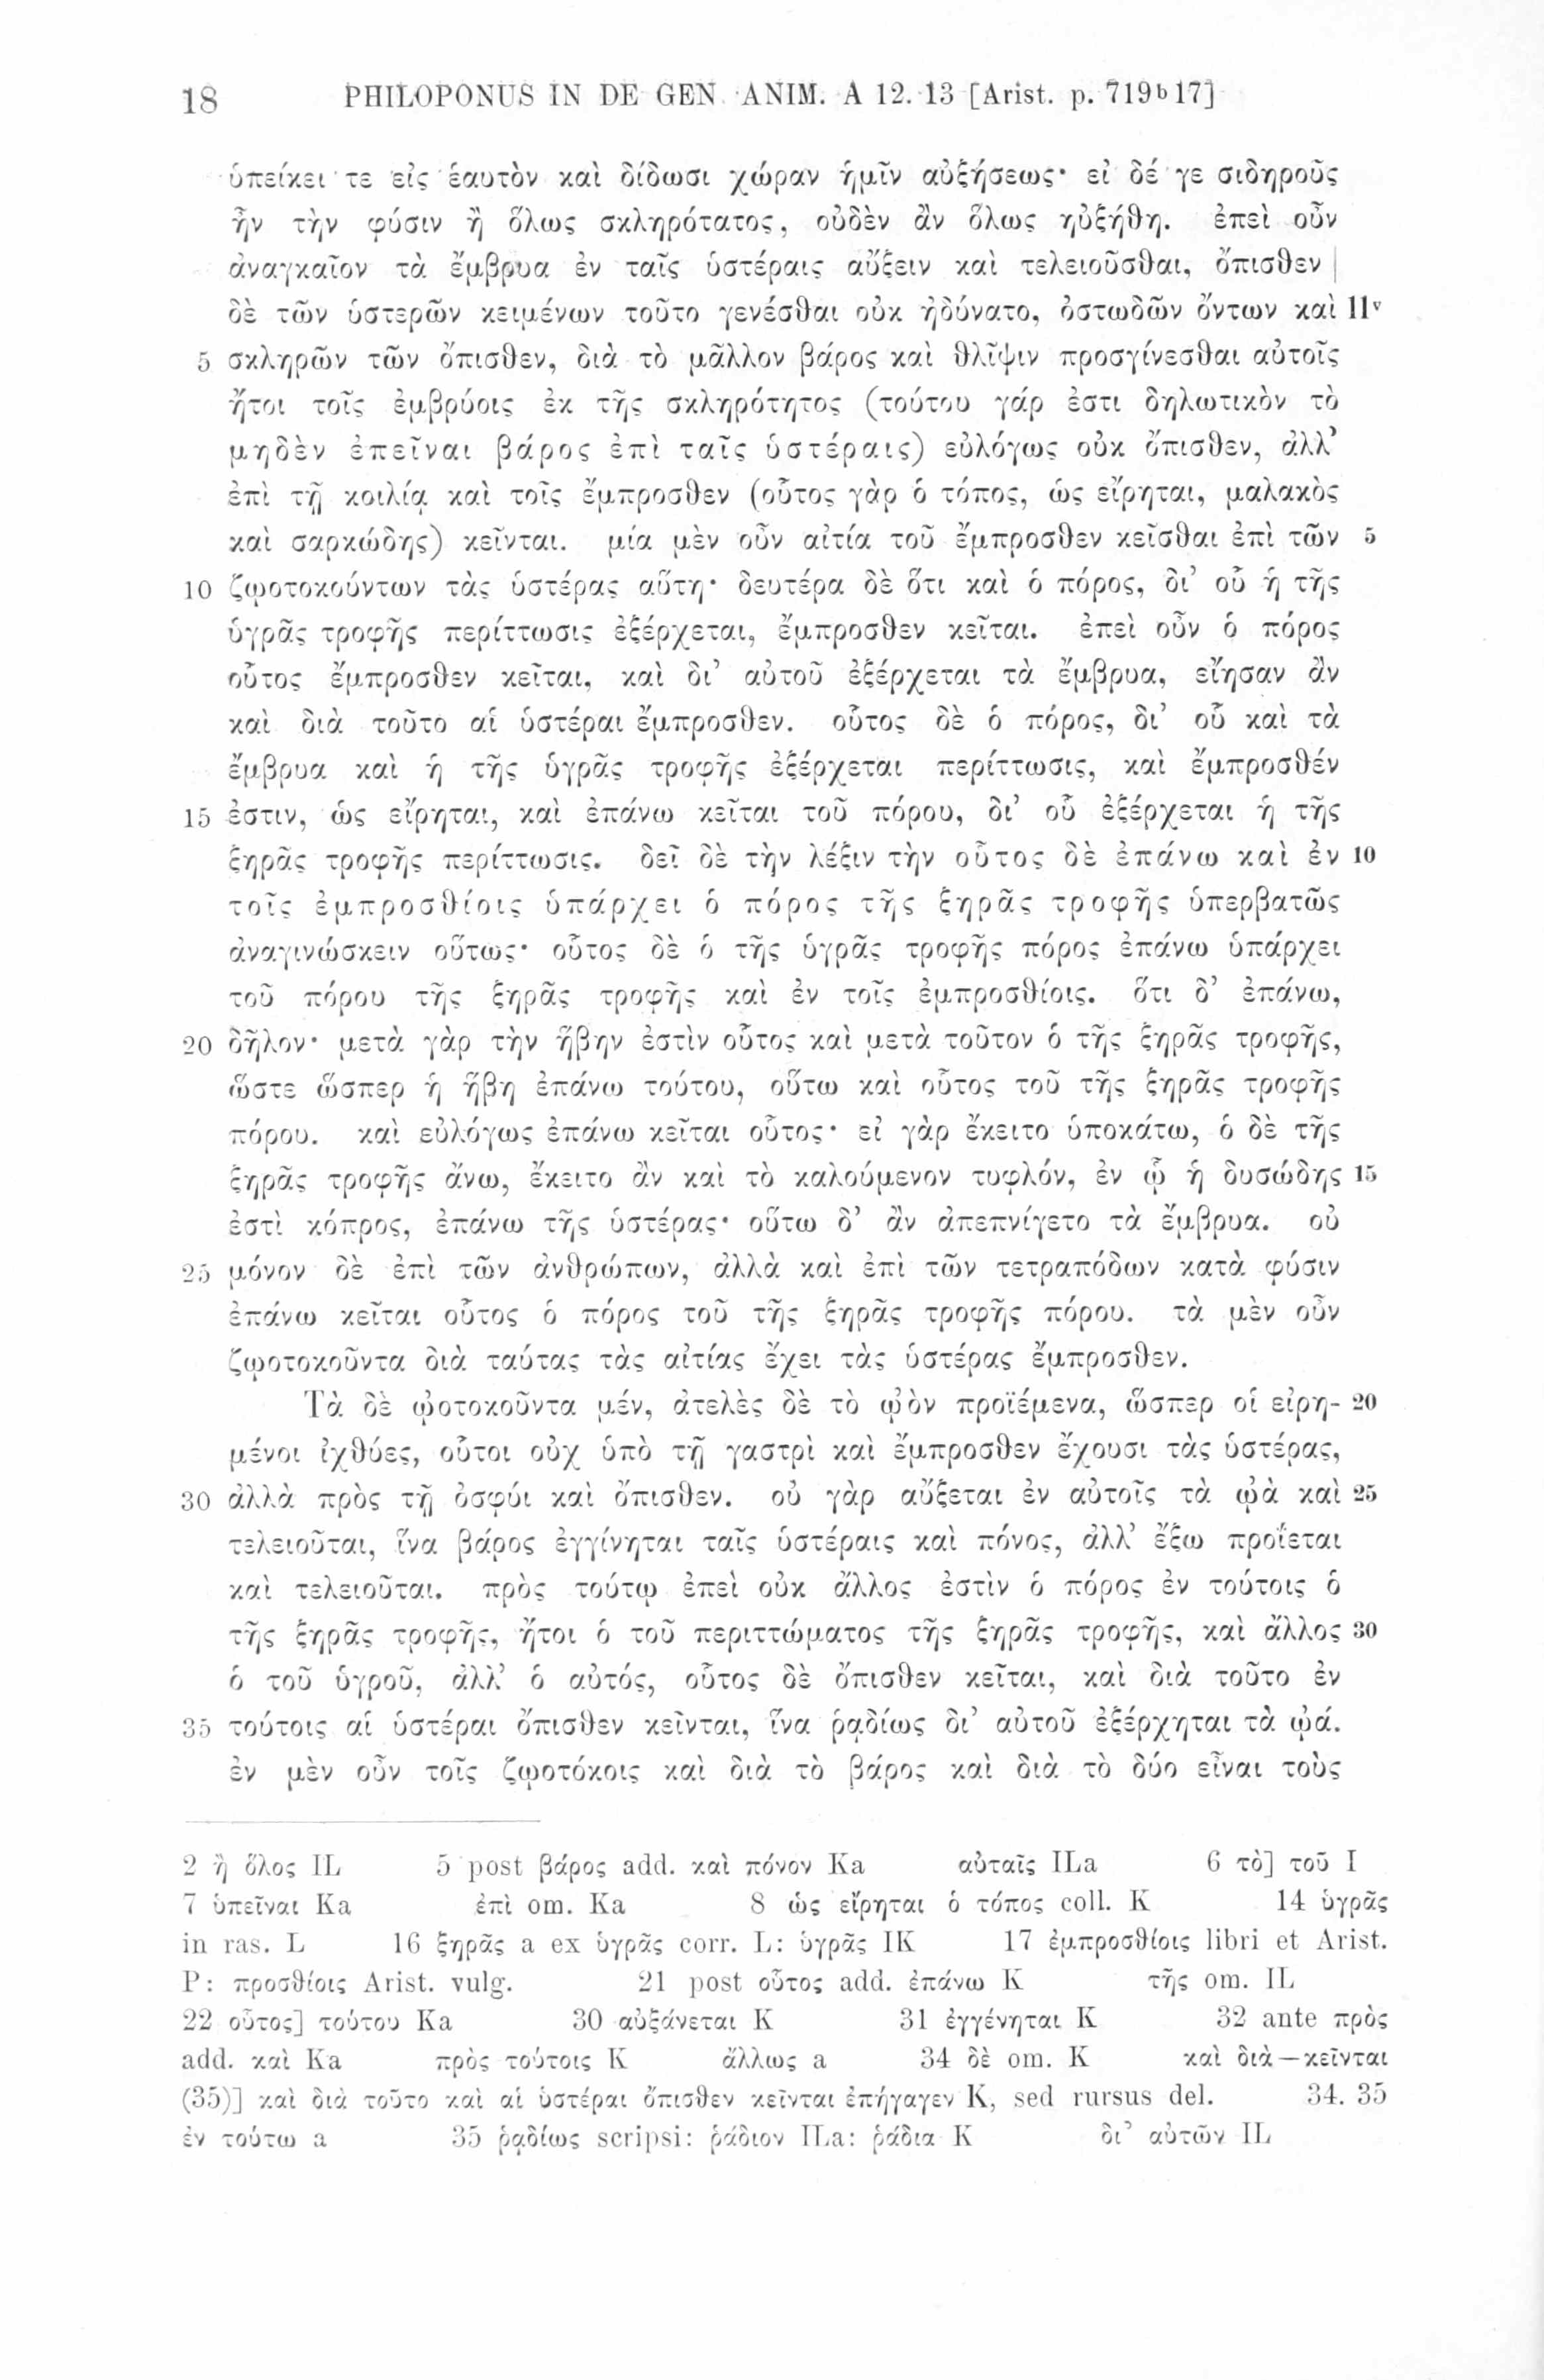 18 PHILOPONUS IN DE GEN. ANIM. A 12. 13 [Arist. p. 719b17]
ὑπείκει τε εἰς ἑαυτὸν καὶ δίδωσι χώραν ἡμῖν αὐξήσεως· εἰ δέ γε σιδηροῦς
ἦν τὴν φύσιν ἢ ὅλως σκληρότατος, οὐδὲν ἂν ὅλως ηὐξήθη. ἐπεὶ οὖν
ἀναγκαῖον τὰ ἔμβρυα ἐν ταῖς ὑστέραις αὔξειν καὶ τελειοῦσθαι, ὄπισθεν |
δὲ τῶν ὑστερῶν κειμένων τοῦτο γενέσθαι οὐκ ἠδύνατο, ὀστωδῶν ὄντων καὶ 11v
5 σκληρῶν τῶν ὄπισθεν, διὰ τὸ μᾶλλον βάρος καὶ θλῖψιν προσγίνεσθαι αὐτοῖς
ἤτοι τοῖς ἐμβρύοις ἐκ τῆς σκληρότητος (τούτου γάρ ἐστι δηλωτικὸν τὸ
μηδὲν ἐπεῖναι βάρος ἐπὶ ταῖς ὑστέραις) εὐλόγως οὐκ ὄπισθεν, ἀλλ’
ἐπὶ τῇ κοιλίᾳ καὶ τοῖς ἔμπροσθεν (οὗτος γὰρ ὁ τόπος, ὡς εἴρηται, μαλακὸς
καὶ σαρκώδης) κεῖνται. μία μὲν οὖν αἰτία τοῦ ἔμπροσθεν κεῖσθαι ἐπὶ τῶν 5
10 ζῳοτοκούντων τὰς ὑστέρας αὕτη· δευτέρα δὲ ὅτι καὶ ὁ πόρος, δι’ οὗ ἡ τῆς
ὑγρᾶς τροφῆς περίττωσις ἐξέρχεται, ἔμπροσθεν κεῖται. ἐπεὶ οὖν ὁ πόρος
οὗτος ἔμπροσθεν κεῖται, καὶ δι’ αὐτοῦ ἐξέρχεται τὰ ἔμβρυα, εἴησαν ἂν
καὶ διὰ τοῦτο αἱ ὑστέραι ἔμπροσθεν. οὗτος δὲ ὁ πόρος, δι’ οὗ καὶ τὰ
ἔμβρυα καὶ ἡ τῆς ὑγρᾶς τροφῆς ἐξέρχεται περίττωσις, καὶ ἔμπροσθέν
15 ἐστιν, ὡς εἴρηται, καὶ ἐπάνω κεῖται τοῦ πόρου, δι’ οὗ ἐξέρχεται ἡ τῆς
ξηρᾶς τροφῆς περίττωσις. δεῖ δὲ τὴν λέξιν τὴν οὗτος δὲ ἐπάνω καὶ ἐν 10
τοῖς ἐμπροσθίοις ὑπάρχει ὁ πόρος τῆς ξηρᾶς τροφῆς ὑπερβατῶς
ἀναγινώσκειν οὕτως· οὗτος δὲ ὁ τῆς ὑγρᾶς τροφῆς πόρος ἐπάνω ὑπάρχει
τοῦ πόρου τῆς ξηρᾶς τροφῆς καὶ ἐν τοῖς ἐμπροσθίοις. ὅτι δ’ ἐπάνω,
20 δῆλον· μετὰ γὰρ τὴν ἥβην ἐστὶν οὗτος καὶ μετὰ τοῦτον ὁ τῆς ξηρᾶς τροφῆς,
ὥστε ὥσπερ ἡ ἥβη ἐπάνω τούτου, οὕτω καὶ οὗτος τοῦ τῆς ξηρᾶς τροφῆς
πόρου. καὶ εὐλόγως ἐπάνω κεῖται οὗτος· εἰ γὰρ ἔκειτο ὑποκάτω, ὁ δὲ τῆς
ξηρᾶς τροφῆς ἄνω, ἔκειτο ἂν καὶ τὸ καλούμενον τυφλόν, ἐν ᾧ ἡ δυσώδης 15
ἐστὶ κόπρος, ἐπάνω τῆς ὑστέρας· οὕτω δ’ ἂν ἀπεπνίγετο τὰ ἔμβρυα. οὐ
25 μόνον δὲ ἐπὶ τῶν ἀνθρώπων, ἀλλὰ καὶ ἐπὶ τῶν τετραπόδων κατὰ φύσιν
ἐπάνω κεῖται οὗτος ὁ πόρος τοῦ τῆς ξηρᾶς τροφῆς πόρου. τὰ μὲν οὖν
ζῳοτοκοῦντα διὰ ταύτας τὰς αἰτίας ἔχει τὰς ὑστέρας ἔμπροσθεν.
Τὰ δὲ ᾠοτοκοῦντα μέν, ἀτελὲς δὲ τὸ ᾠὸν προϊέμενα, ὥσπερ οἱ εἰρη- 20
μένοι ἰχθύες, οὗτοι οὐχ ὑπὸ τῇ γαστρὶ καὶ ἔμπροσθεν ἔχουσι τὰς ὑστέρας,
30 ἀλλὰ πρὸς τῇ ὀσφύι καὶ ὄπισθεν. οὐ γὰρ αὔξεται ἐν αὐτοῖς τὰ ᾠὰ καὶ 25
τελειοῦται, ἵνα βάρος ἐγγίνηται ταῖς ὑστέραις καὶ πόνος, ἀλλ’ ἔξω προΐεται
καὶ τελειοῦται. πρὸς τούτῳ ἐπεὶ οὐκ ἄλλος ἐστὶν ὁ πόρος ἐν τούτοις ὁ
τῆς ξηρᾶς τροφῆς, ἤτοι ὁ τοῦ περιττώματος τῆς ξηρᾶς τροφῆς, καὶ ἄλλος 30
ὁ τοῦ ὑγροῦ, ἀλλ’ ὁ αὐτός, οὗτος δὲ ὄπισθεν κεῖται, καὶ διὰ τοῦτο ἐν
35 τούτοις αἱ ὑστέραι ὄπισθεν κεῖνται, ἵνα ῥᾳδίως δι’ αὐτοῦ ἐξέρχηται τὰ ᾠά.
ἐν μὲν οὖν τοῖς ζῳοτόκοις καὶ διὰ τὸ βάρος καὶ διὰ τὸ δύο εἶναι τοὺς
2 ἢ ὅλος IL 5 post βάρος add. καὶ πόνον Ka αὐταῖς ILa 6 τὸ] τοῦ I
7 ὑπεῖναι Ka ἐπὶ om. Ka 8 ὡς εἴρηται ὁ τόπος coll. K 14 ὑγρᾶς
in ras. L 16 ξηρᾶς a ex ὑγρᾶς corr. L: ὑγρᾶς IK 17 ἐμπροσθίοις libri et Arist.
P: προσθίοις Arist. vulg. 21 post οὗτος add. ἐπάνω K τῆς om. IL
22 οὗτος] τούτου Ka 30 αὐξάνεται K 31 ἐγγένηται K 32 ante πρὸς
add. καὶ Ka πρὸς τούτοις K ἄλλως a 34 δὲ om. K καὶ διὰ—κεῖνται
(35)] καὶ διὰ τοῦτο καὶ αἱ ὑστέραι ὄπισθεν κεῖνται ἐπήγαγεν K, sed rursus del. 34. 35
ἐν τούτω a 35 ῥᾳδίως scripsi: ῥάδιον ILa: ῥάδια K δι’ αὐτῶν IL